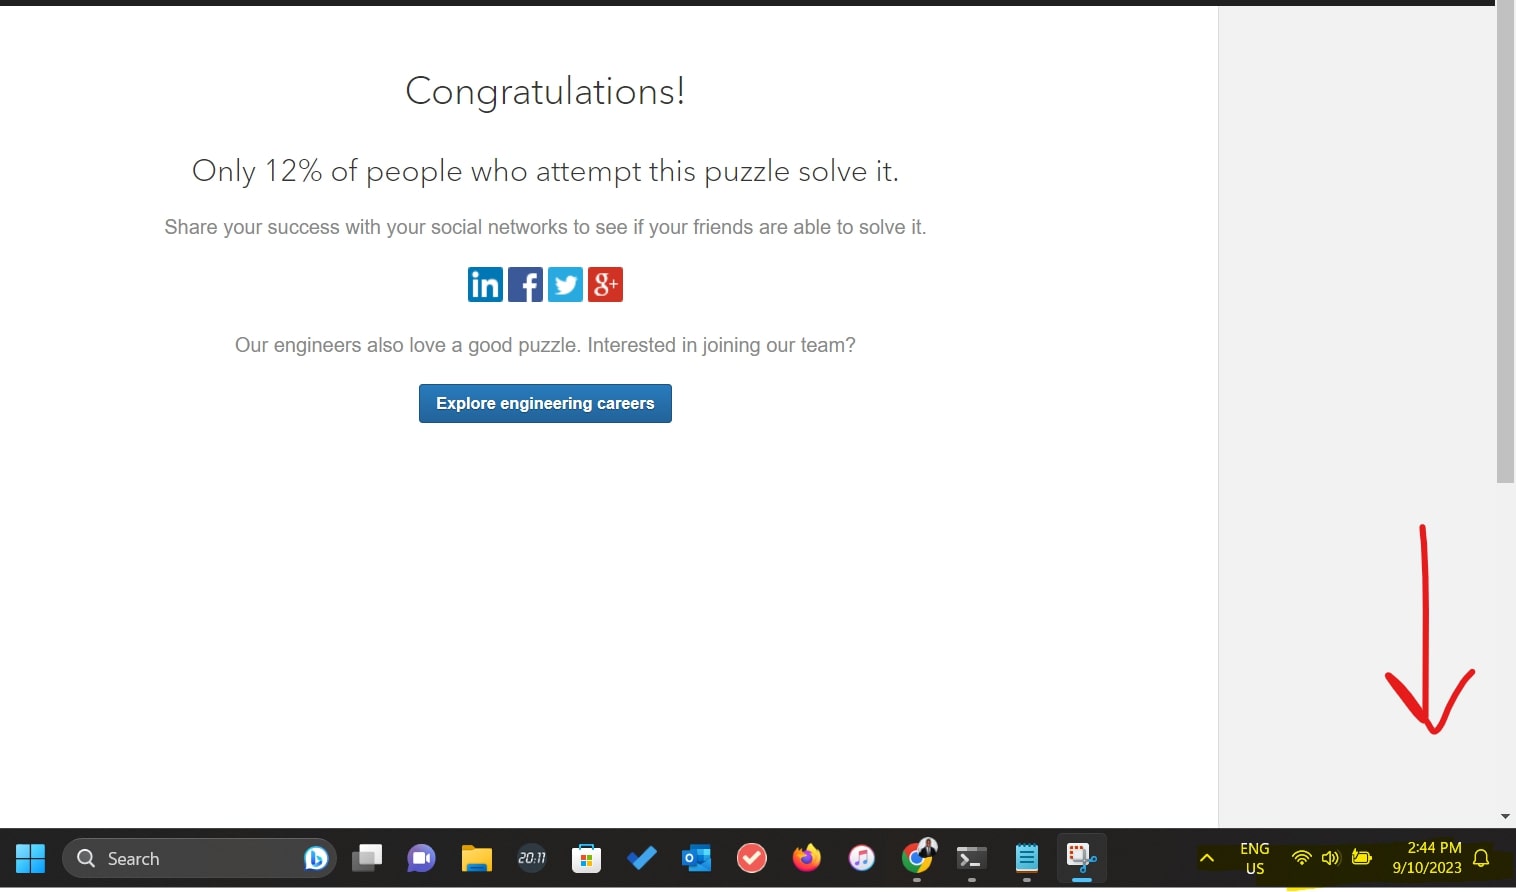 Congratulations!
Only 12% of people who attempt this puzzle solve it.
Share your success with your social networks to see if your friends are able to solve it.
in f g+
Our engineers also love a good puzzle. Interested in joining our team?
Explore engineering careers
Search
20:11
ENG
US
2:44 PM
9/10/2023